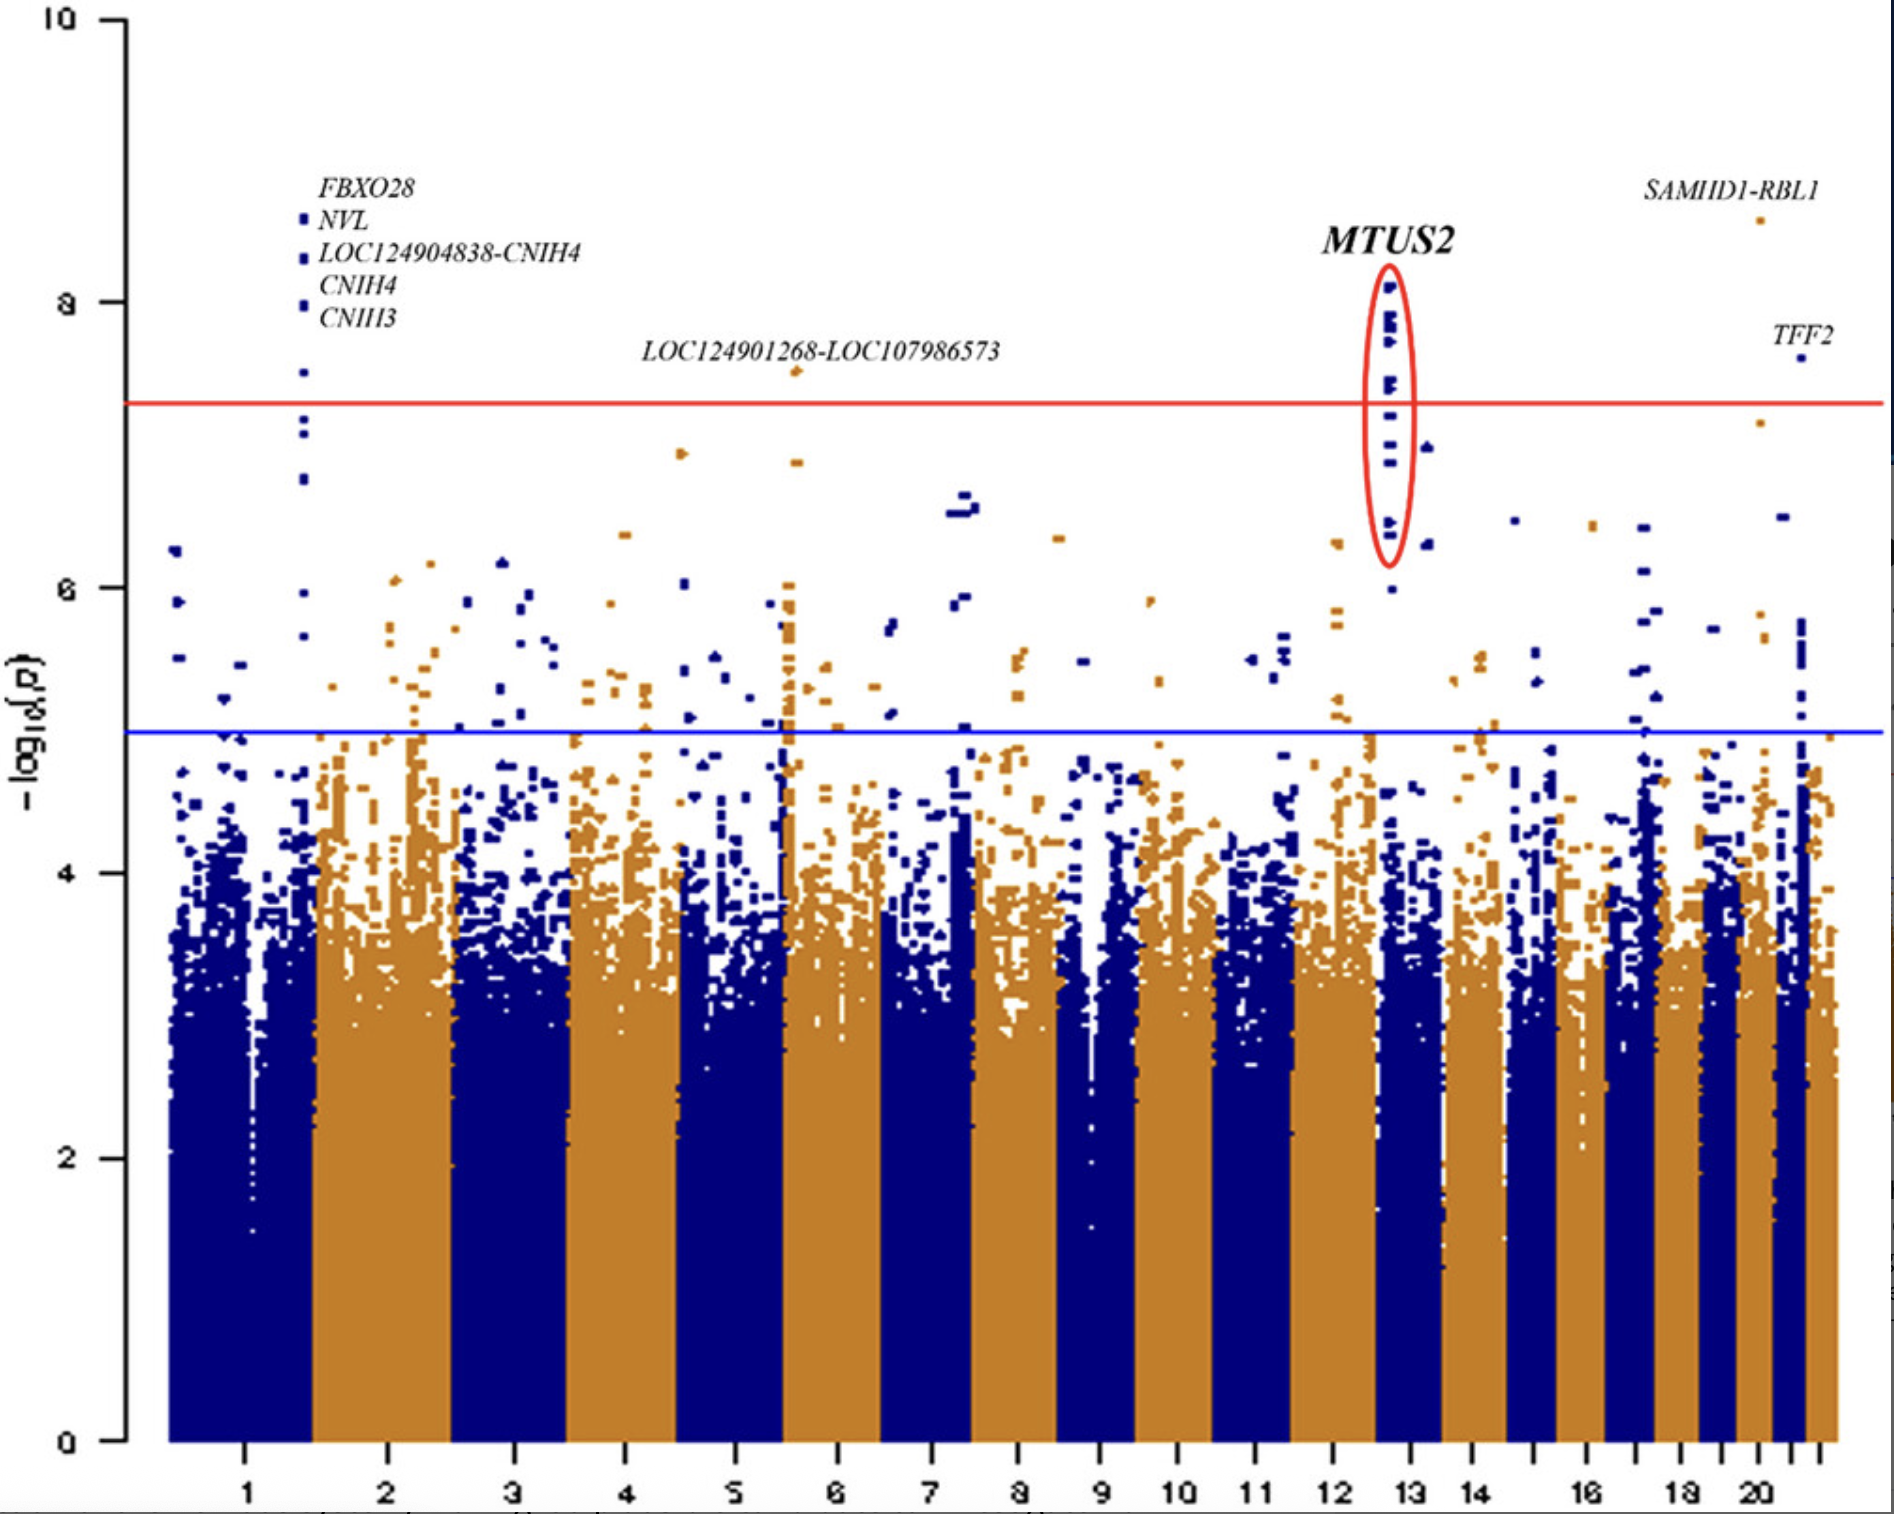 10
FBXO28
SAMHD1-RBL1
NVL
MTUS2
LOC124904838-CNIH4
CNIH4
8
CNIH3
TFF2
LOC124901268-LOC107986573
6
−log10(p)
4
2
0
1 2 3 4 5 6 7 8 9 10 11 12 13 14 16 18 20